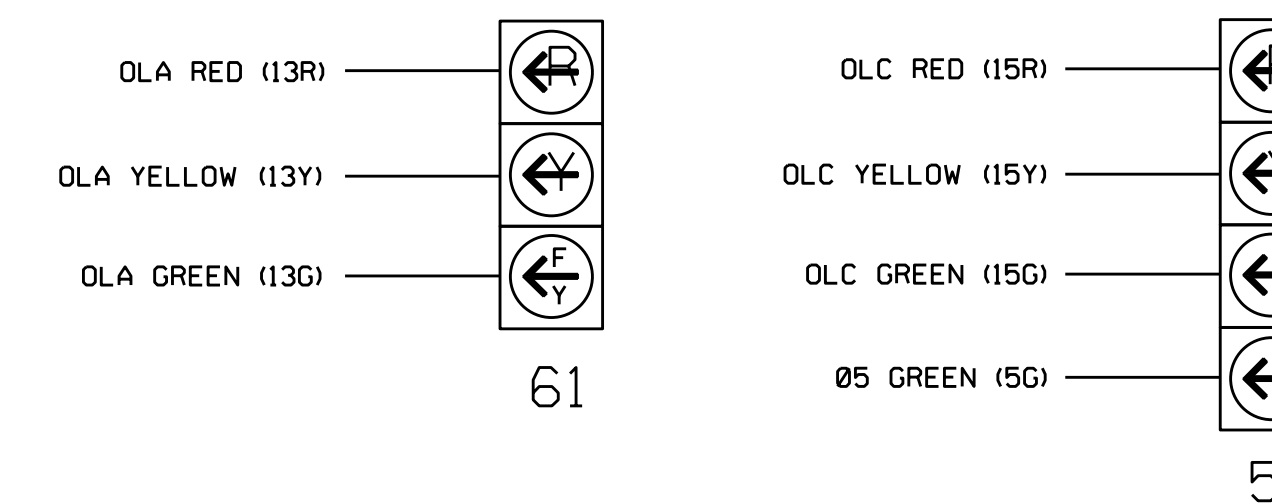 OLA RED (13R)
R
OLA YELLOW (13Y)
Y
OLA GREEN (13G)
F
Y
61
OLC RED (15R)
OLC YELLOW (15Y)
OLC GREEN (15G)
Ø5 GREEN (5G)